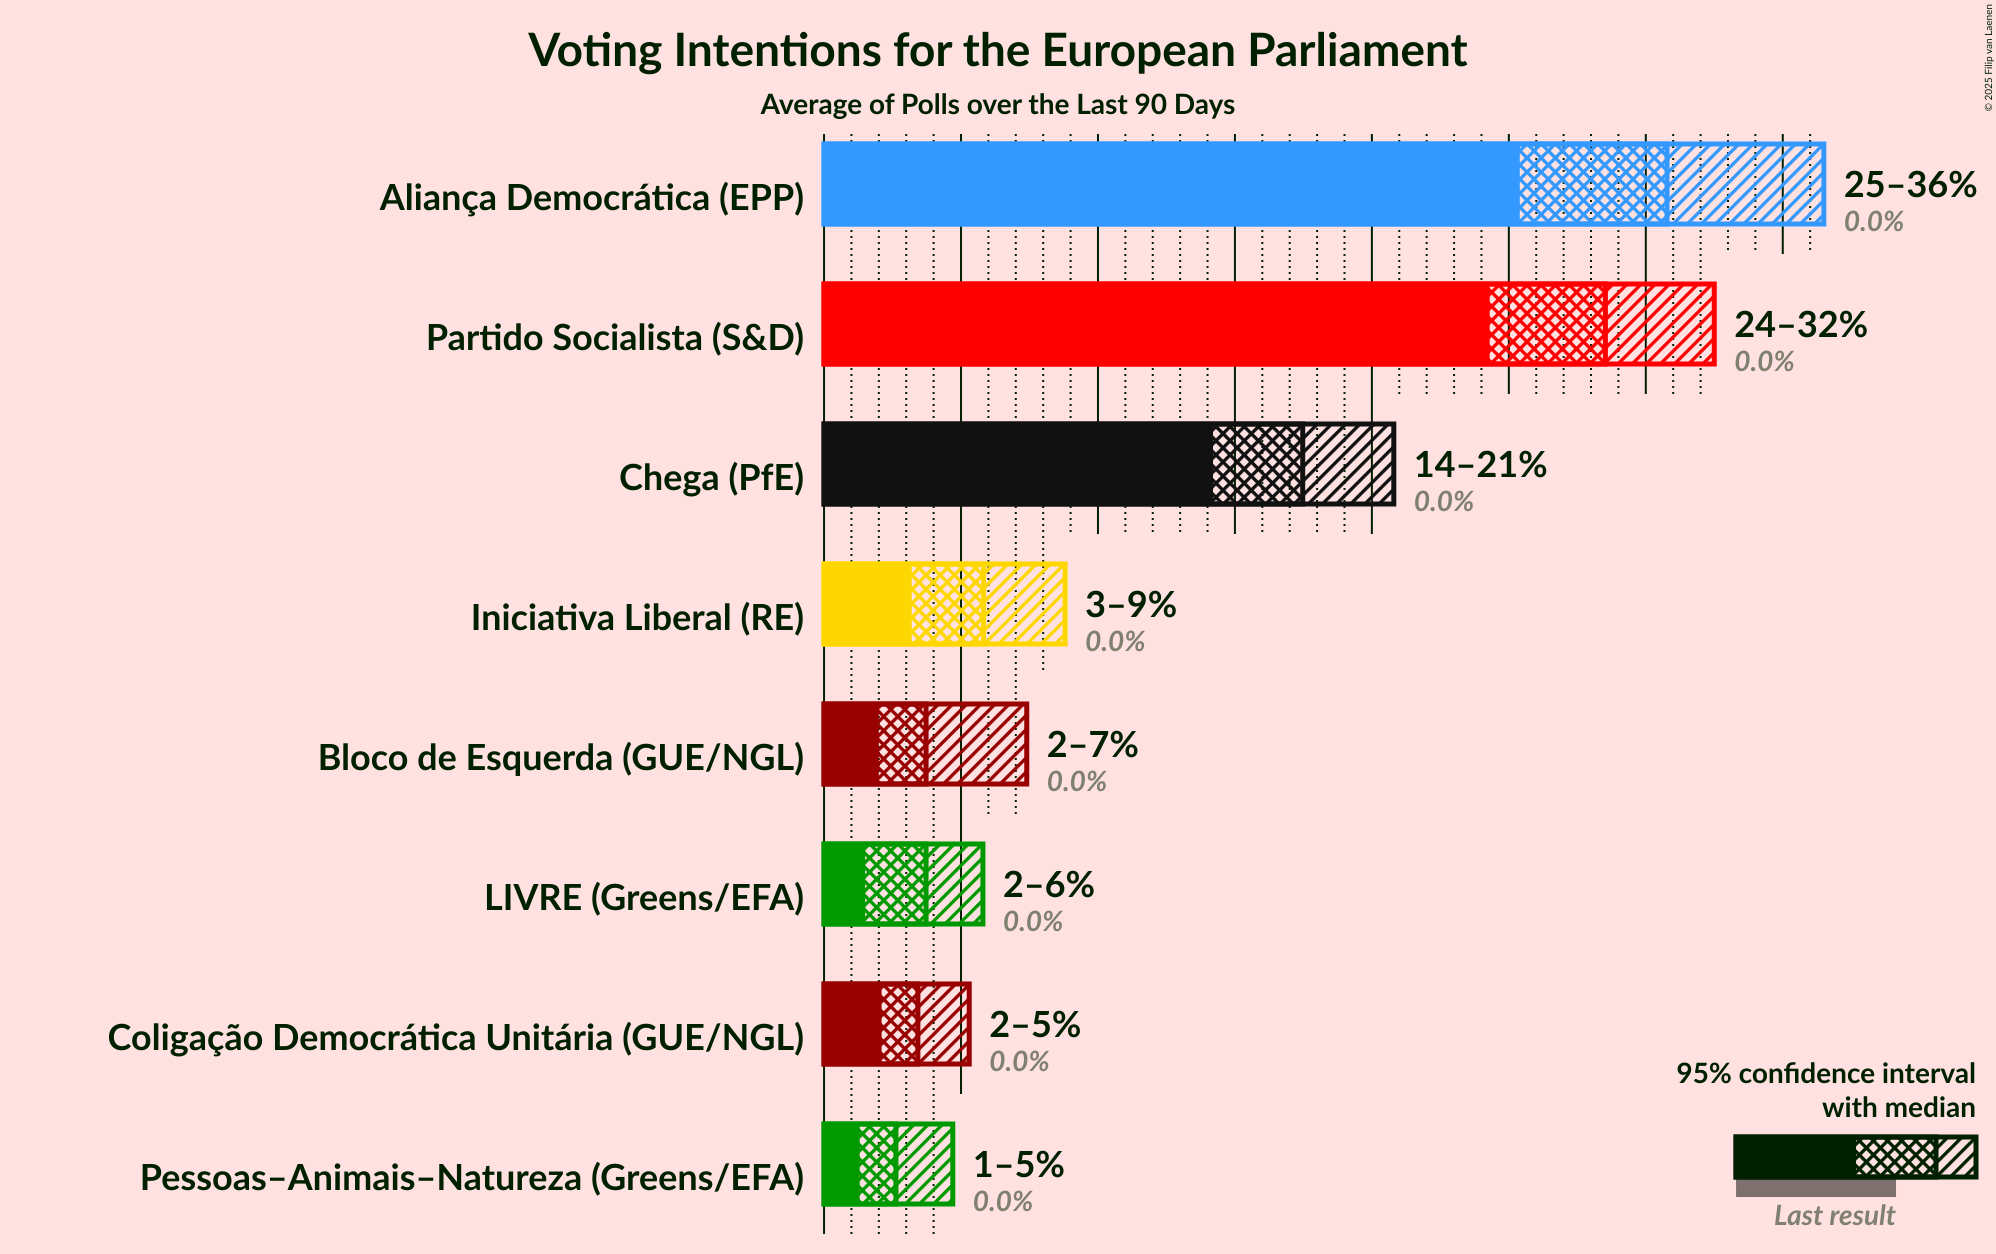 © 2025 Filip van Laenen
Voting Intentions for the European Parliament
Average of Polls over the Last 90 Days
Aliança Democrática (EPP)
25–36%
0.0%
Partido Socialista (S&D)
24–32%
0.0%
Chega (PfE)
14–21%
0.0%
Iniciativa Liberal (RE)
3–9%
0.0%
Bloco de Esquerda (GUE/NGL)
2–7%
0.0%
LIVRE (Greens/EFA)
2–6%
0.0%
Coligação Democrática Unitária (GUE/NGL)
2–5%
0.0%
Pessoas–Animais–Natureza (Greens/EFA)
1–5%
0.0%
95% confidence interval
with median
Last result